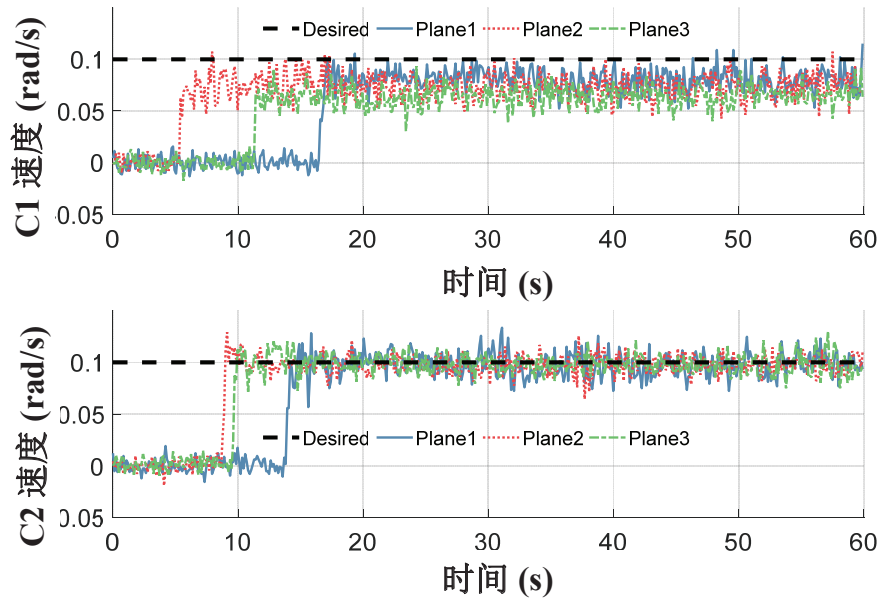 Desired Plane1 Plane2 Plane3
0.1
0.05
0
0.05
C1 速度 (rad/s)
0 10 20 30 40 50 60
时间 (s)
0.1
0.05
0
0.05
C2 速度 (rad/s)
Desired Plane1 Plane2 Plane3
0 10 20 30 40 50 60
时间 (s)